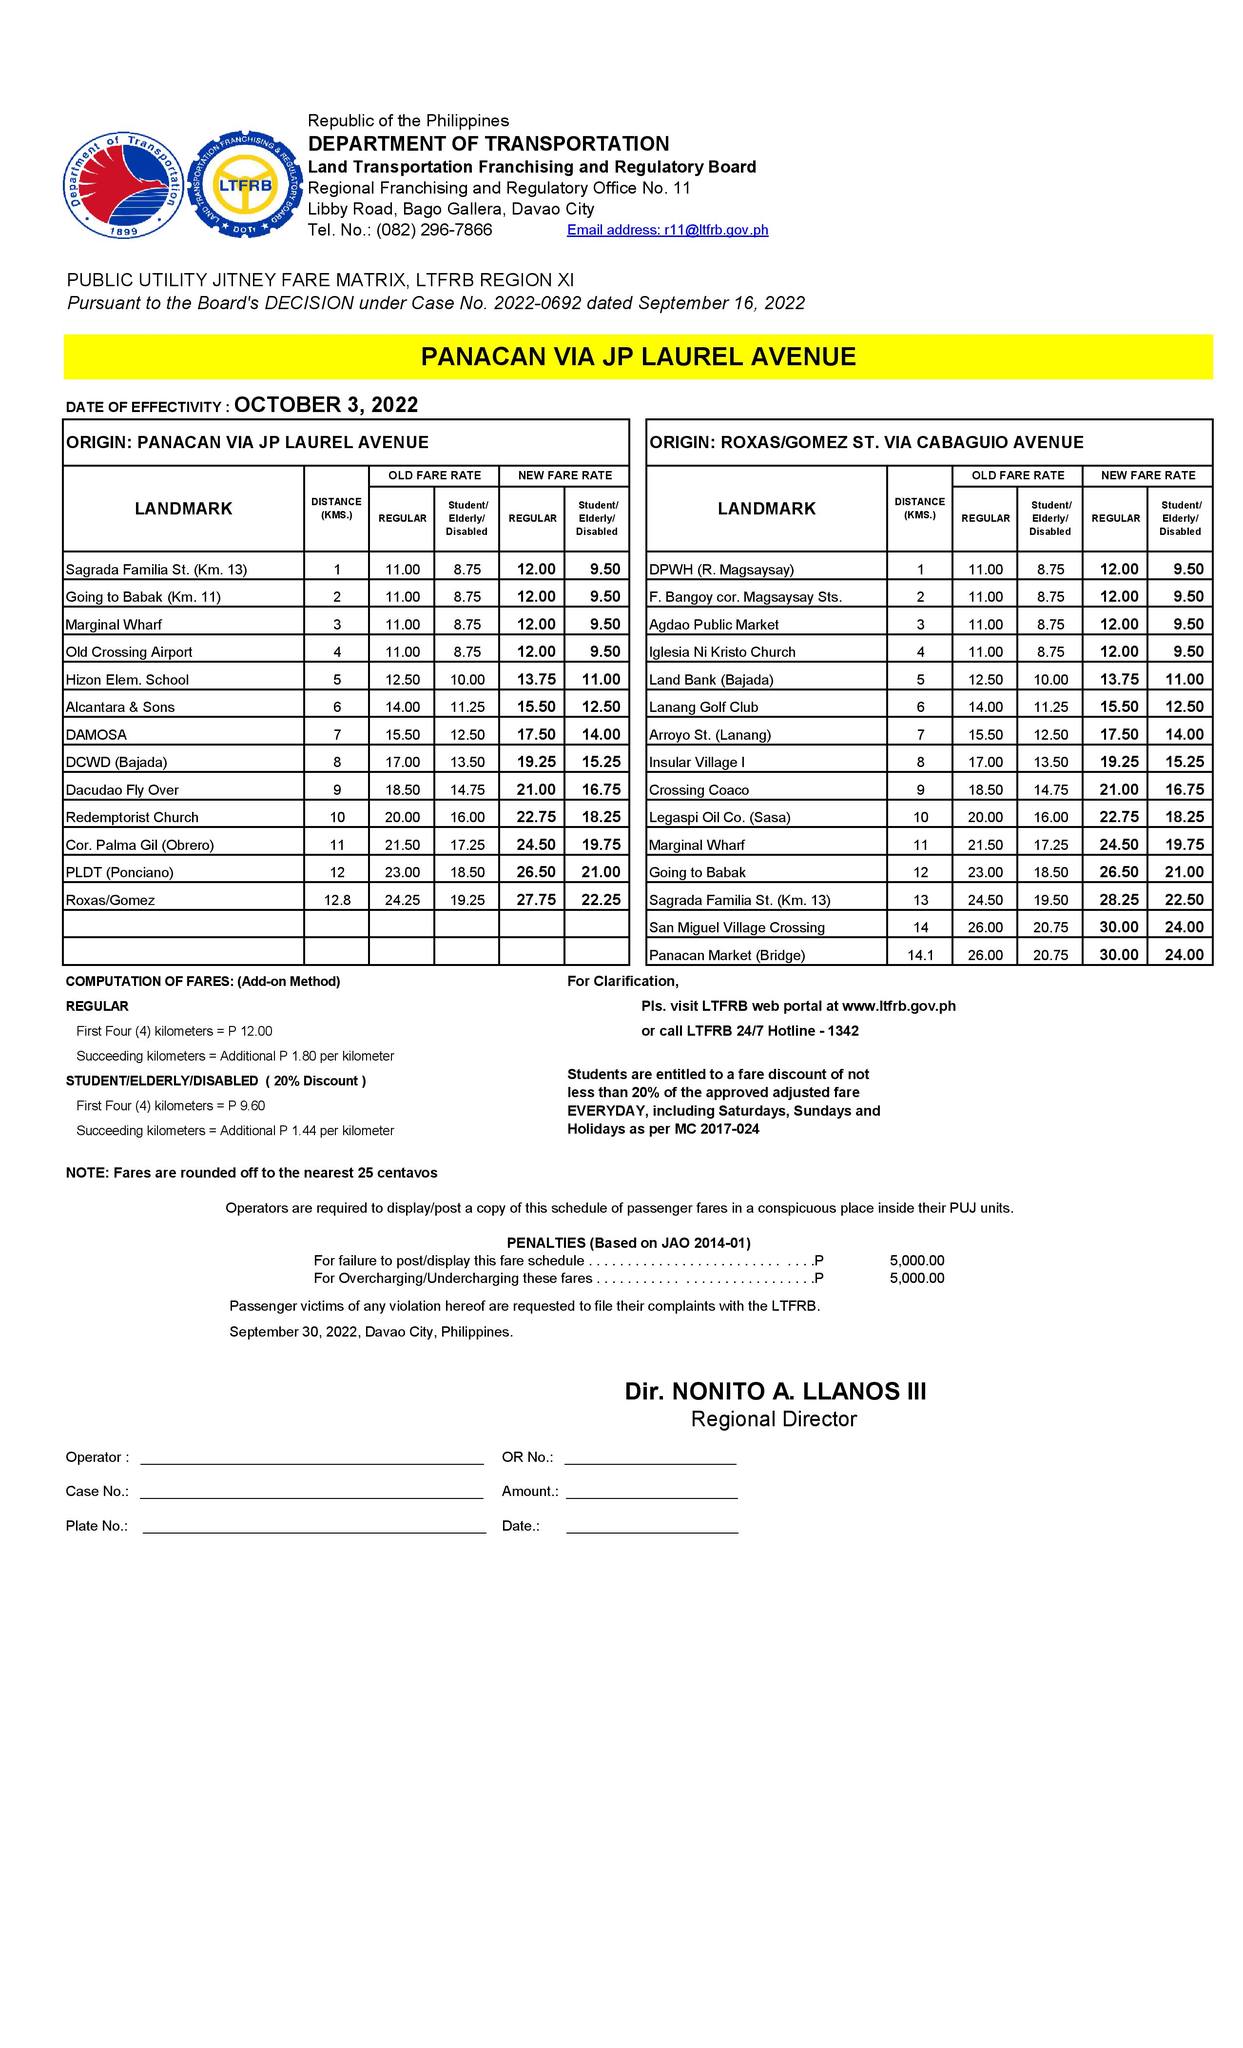 Republic of the Philippines
DEPARTMENT OF TRANSPORTATION
Land Transportation Franchising and Regulatory Board
Regional Franchising and Regulatory Office No. 11
Libby Road, Bago Gallera, Davao City
Tel. No.: (082) 296-7866 Email address: r11@ltfrb.gov.ph
Department of Transportation
1899
LAND TRANSPORTATION FRANCHISING & REGULATORY BOARD
LTFRB
DOTr
PUBLIC UTILITY JITNEY FARE MATRIX, LTFRB REGION XI
Pursuant to the Board's DECISION under Case No. 2022-0692 dated September 16, 2022
PANACAN VIA JP LAUREL AVENUE
DATE OF EFFECTIVITY : OCTOBER 3, 2022
ORIGIN: PANACAN VIA JP LAUREL AVENUE
LANDMARK DISTANCE (KMS.) OLD FARE RATE NEW FARE RATE
REGULAR Student/ Elderly/ Disabled REGULAR Student/ Elderly/ Disabled
Sagrada Familia St. (Km. 13) 1 11.00 8.75 12.00 9.50
Going to Babak (Km. 11) 2 11.00 8.75 12.00 9.50
Marginal Wharf 3 11.00 8.75 12.00 9.50
Old Crossing Airport 4 11.00 8.75 12.00 9.50
Hizon Elem. School 5 12.50 10.00 13.75 11.00
Alcantara & Sons 6 14.00 11.25 15.50 12.50
DAMOSA 7 15.50 12.50 17.50 14.00
DCWD (Bajada) 8 17.00 13.50 19.25 15.25
Dacudao Fly Over 9 18.50 14.75 21.00 16.75
Redemptorist Church 10 20.00 16.00 22.75 18.25
Cor. Palma Gil (Obrero) 11 21.50 17.25 24.50 19.75
PLDT (Ponciano) 12 23.00 18.50 26.50 21.00
Roxas/Gomez 12.8 24.25 19.25 27.75 22.25
ORIGIN: ROXAS/GOMEZ ST. VIA CABAGUIO AVENUE
LANDMARK DISTANCE (KMS.) OLD FARE RATE NEW FARE RATE
REGULAR Student/ Elderly/ Disabled REGULAR Student/ Elderly/ Disabled
DPWH (R. Magsaysay) 1 11.00 8.75 12.00 9.50
F. Bangoy cor. Magsaysay Sts. 2 11.00 8.75 12.00 9.50
Agdao Public Market 3 11.00 8.75 12.00 9.50
Iglesia Ni Kristo Church 4 11.00 8.75 12.00 9.50
Land Bank (Bajada) 5 12.50 10.00 13.75 11.00
Lanang Golf Club 6 14.00 11.25 15.50 12.50
Arroyo St. (Lanang) 7 15.50 12.50 17.50 14.00
Insular Village I 8 17.00 13.50 19.25 15.25
Crossing Coaco 9 18.50 14.75 21.00 16.75
Legaspi Oil Co. (Sasa) 10 20.00 16.00 22.75 18.25
Marginal Wharf 11 21.50 17.25 24.50 19.75
Going to Babak 12 23.00 18.50 26.50 21.00
Sagrada Familia St. (Km. 13) 13 24.50 19.50 28.25 22.50
San Miguel Village Crossing 14 26.00 20.75 30.00 24.00
Panacan Market (Bridge) 14.1 26.00 20.75 30.00 24.00
COMPUTATION OF FARES: (Add-on Method)
REGULAR
First Four (4) kilometers = P 12.00
Succeeding kilometers = Additional P 1.80 per kilometer
STUDENT/ELDERLY/DISABLED ( 20% Discount )
First Four (4) kilometers = P 9.60
Succeeding kilometers = Additional P 1.44 per kilometer
For Clarification,
Pls. visit LTFRB web portal at www.ltfrb.gov.ph
or call LTFRB 24/7 Hotline - 1342
Students are entitled to a fare discount of not
less than 20% of the approved adjusted fare
EVERYDAY, including Saturdays, Sundays and
Holidays as per MC 2017-024
NOTE: Fares are rounded off to the nearest 25 centavos
Operators are required to display/post a copy of this schedule of passenger fares in a conspicuous place inside their PUJ units.
PENALTIES (Based on JAO 2014-01)
For failure to post/display this fare schedule . . . . . . . . . . . . . . . . . . . . . . . . . . . . .P 5,000.00
For Overcharging/Undercharging these fares . . . . . . . . . . . . . . . . . . . . . . . . . . . .P 5,000.00
Passenger victims of any violation hereof are requested to file their complaints with the LTFRB.
September 30, 2022, Davao City, Philippines.
Dir. NONITO A. LLANOS III
Regional Director
Operator : OR No.:
Case No.: Amount.:
Plate No.: Date.: